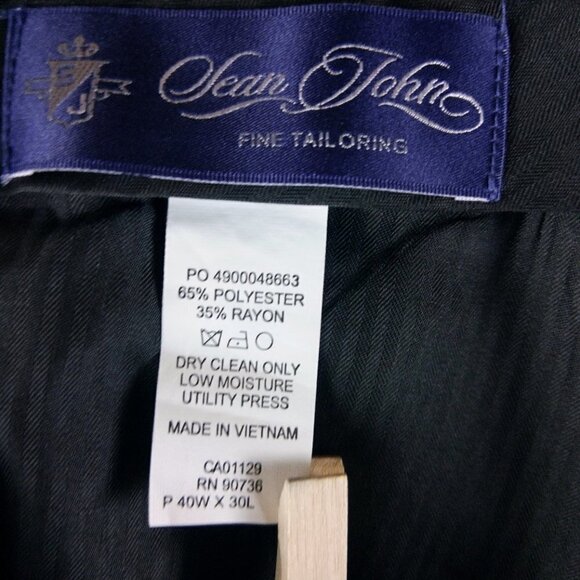 SJ
Sean John
FINE TAILORING
PO 4900048663
65% POLYESTER
35% RAYON
DRY CLEAN ONLY
LOW MOISTURE
UTILITY PRESS
MADE IN VIETNAM
CA01129
RN 90736
P 40W X 30L